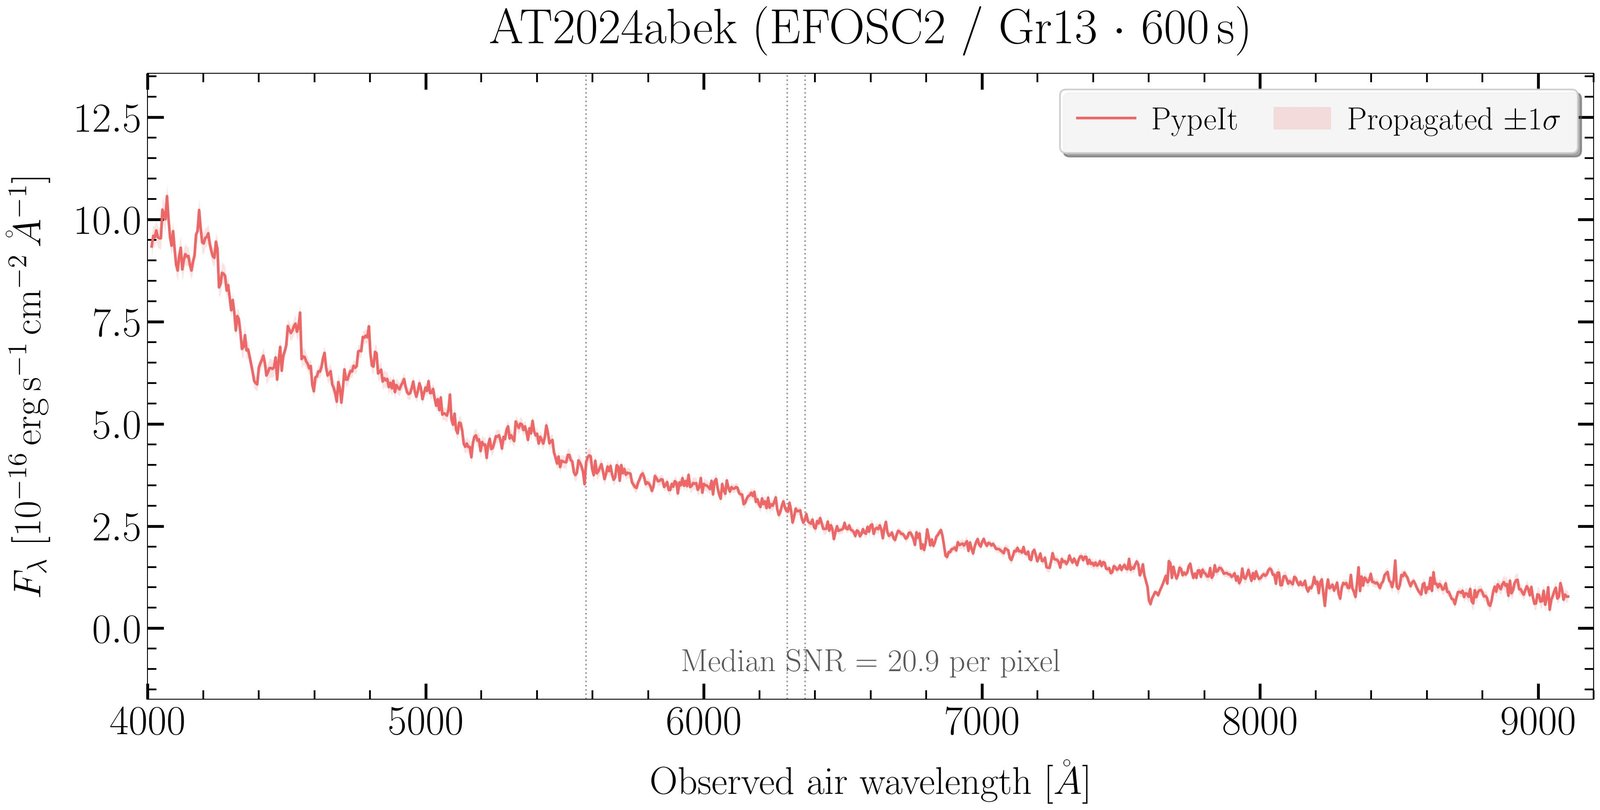 AT2024abek (EFOSC2 / Gr13 · 600 s)
12.5
10.0
7.5
5.0
2.5
0.0
F_λ [10⁻¹⁶ erg s⁻¹ cm⁻² Å⁻¹]
PypeIt
Propagated ±1σ
Median SNR = 20.9 per pixel
4000 5000 6000 7000 8000 9000
Observed air wavelength [Å]